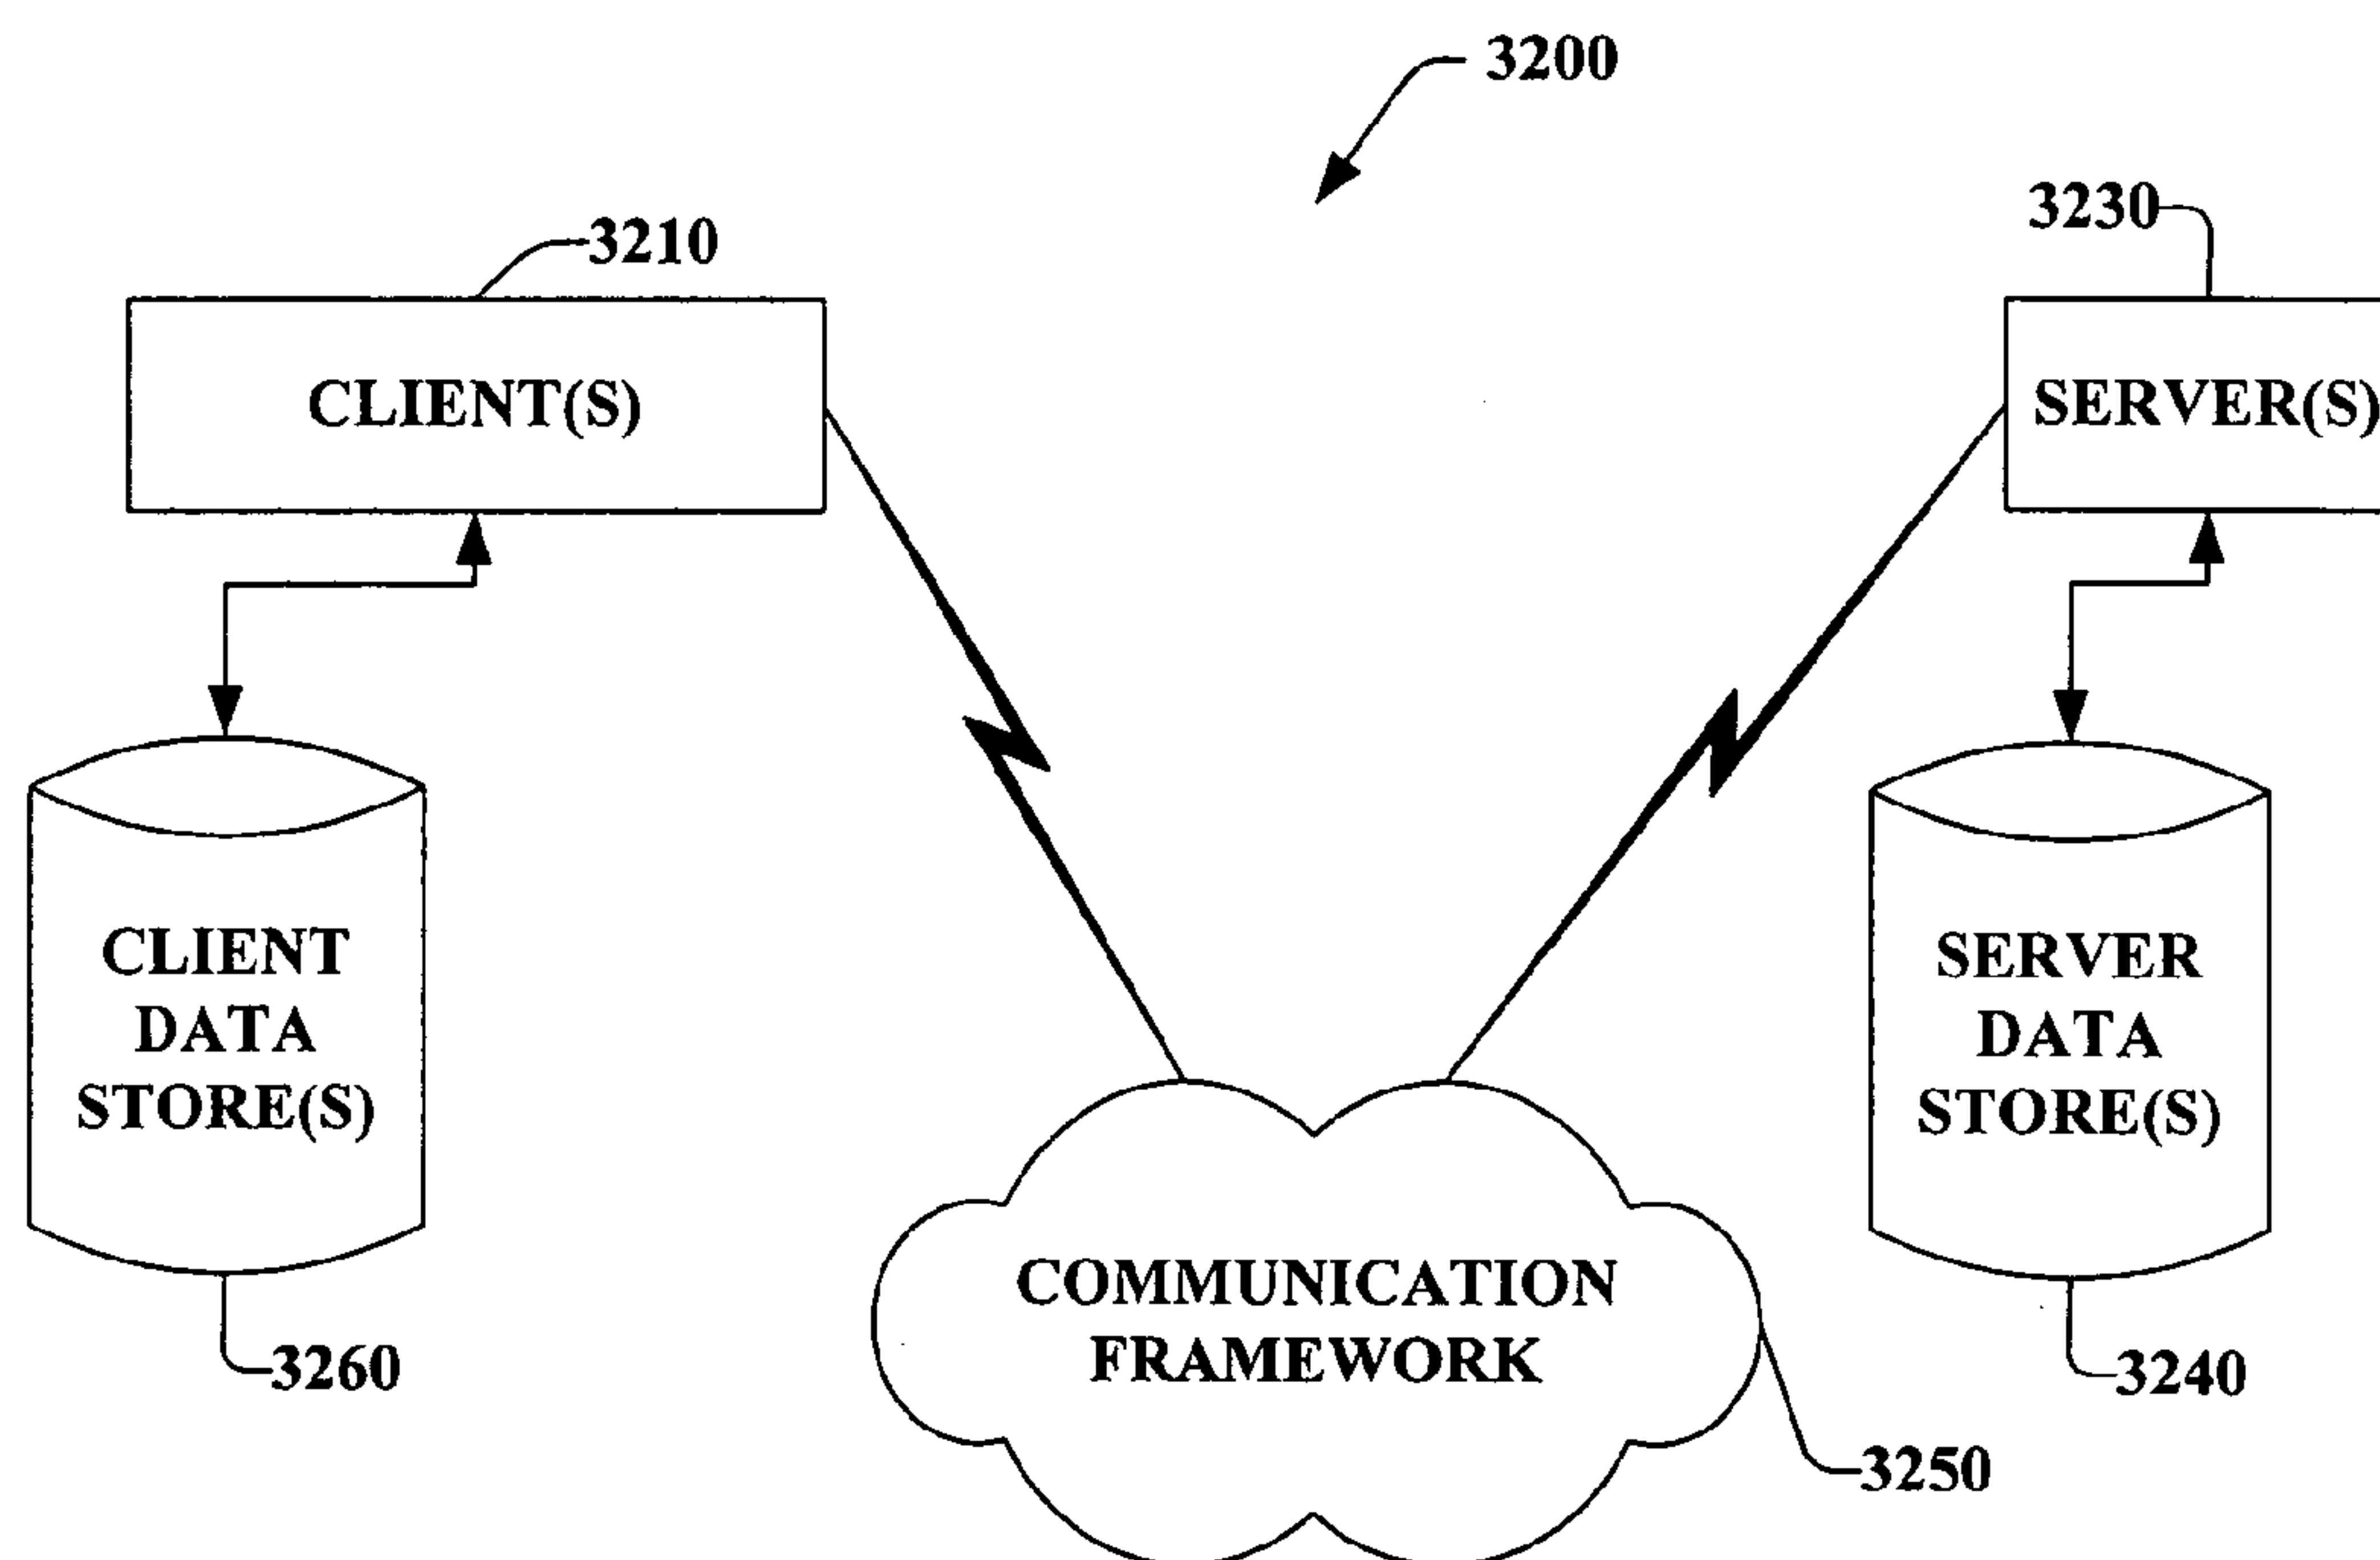 3200
3210
3230
CLIENT(S)
SERVER(S)
CLIENT
DATA
STORE(S)
SERVER
DATA
STORE(S)
COMMUNICATION
FRAMEWORK
3260
3240
3250